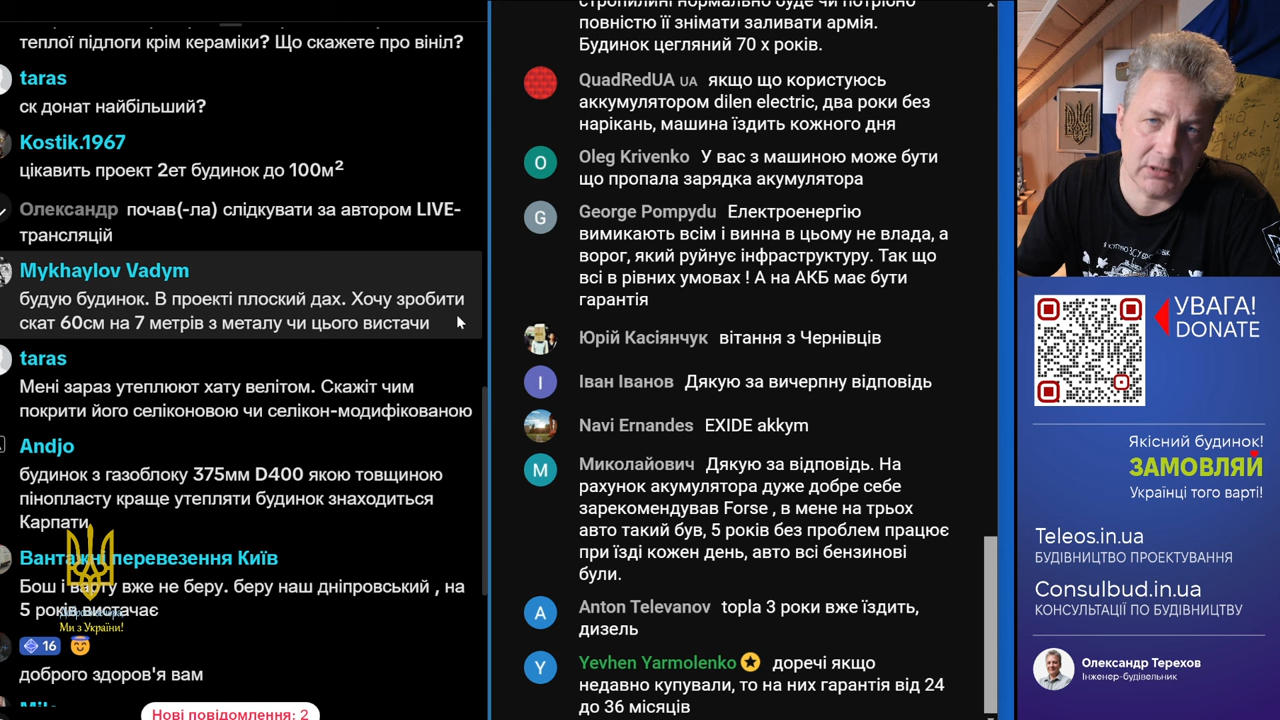 теплої підлоги крім кераміки? Що скажете про вініл?
taras
ск донат найбільший?
Kostik.1967
цікавить проект 2ет будинок до 100м²
Олександр почав(-ла) слідкувати за автором LIVE-
трансляцій
Mykhaylov Vadym
будую будинок. В проекті плоский дах. Хочу зробити
скат 60см на 7 метрів з металу чи цього вистачи
taras
Мені зараз утеплюют хату велітом. Скажіт чим
покрити його селіконовою чи селікон-модифікованою
Andjo
будинок з газоблоку 375мм D400 якою товщиною
пінопласту краще утепляти будинок знаходиться
Карпати
Вантажні перевезення Київ
Бош і варту вже не беру. беру наш дніпровський , на
5 років вистачає
Ми з України!
16
доброго здоров'я вам
Нові повідомлення: 2
стропилині нормально буде чи потрібно
повністю її знімати заливати армія.
Будинок цегляний 70 х років.
QuadRedUA UA якщо що користуюсь
аккумулятором dilen electric, два роки без
нарікань, машина їздить кожного дня
Oleg Krivenko У вас з машиною може бути
що пропала зарядка акумулятора
George Pompydu Електроенергію
вимикають всім і винна в цьому не влада, а
ворог, який руйнує інфраструктуру. Так що
всі в рівних умовах ! А на АКБ має бути
гарантія
Юрій Касіянчук вітання з Чернівців
Іван Іванов Дякую за вичерпну відповідь
Navi Ernandes EXIDE akkym
Миколайович Дякую за відповідь. На
рахунок акумулятора дуже добре себе
зарекомендував Forse , в мене на трьох
авто такий був, 5 років без проблем працює
при їзді кожен день, авто всі бензинові
були.
Anton Televanov topla 3 роки вже їздить,
дизель
Yevhen Yarmolenko доречі якщо
недавно купували, то на них гарантія від 24
до 36 місяців
УВАГА!
DONATE
Якісний будинок!
ЗАМОВЛЯЙ
Українці того варті!
Teleos.in.ua
БУДІВНИЦТВО ПРОЕКТУВАННЯ
Consulbud.in.ua
КОНСУЛЬТАЦІЇ ПО БУДІВНИЦТВУ
Олександр Терехов
Інженер-будівельник